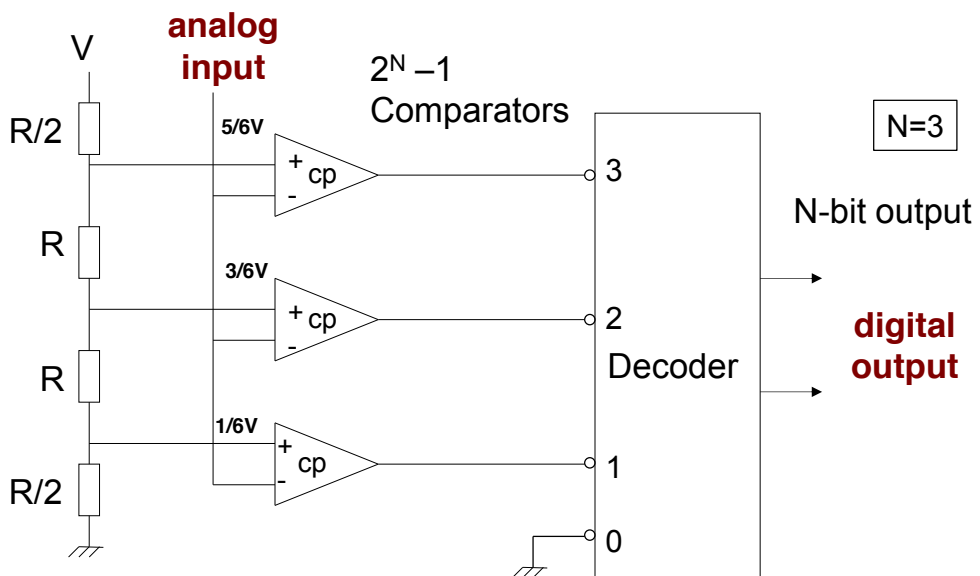 analog
input
V
2ᴺ –1
Comparators
N=3
R/2
5/6V
+
cp
-
3
N-bit output
R
3/6V
+
cp
-
2
digital
output
Decoder
R
1/6V
+
cp
-
1
R/2
0